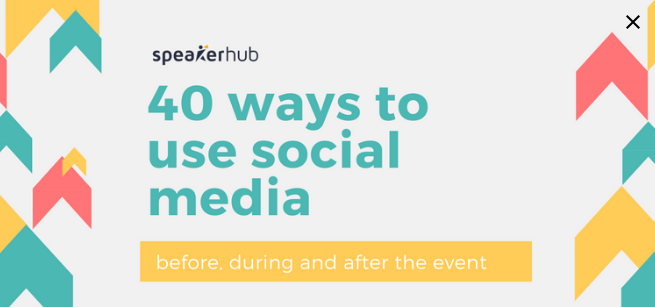 speakerhub
40 ways to
use social
media
before, during and after the event